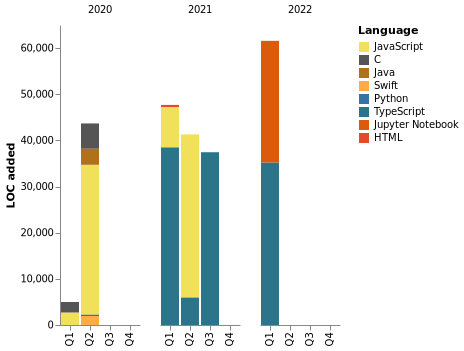 2020
2021
2022
Language
JavaScript
C
Java
Swift
Python
TypeScript
Jupyter Notebook
HTML
LOC added
60,000
50,000
40,000
30,000
20,000
10,000
0
Q1
Q2
Q3
Q4
Q1
Q2
Q3
Q4
Q1
Q2
Q3
Q4